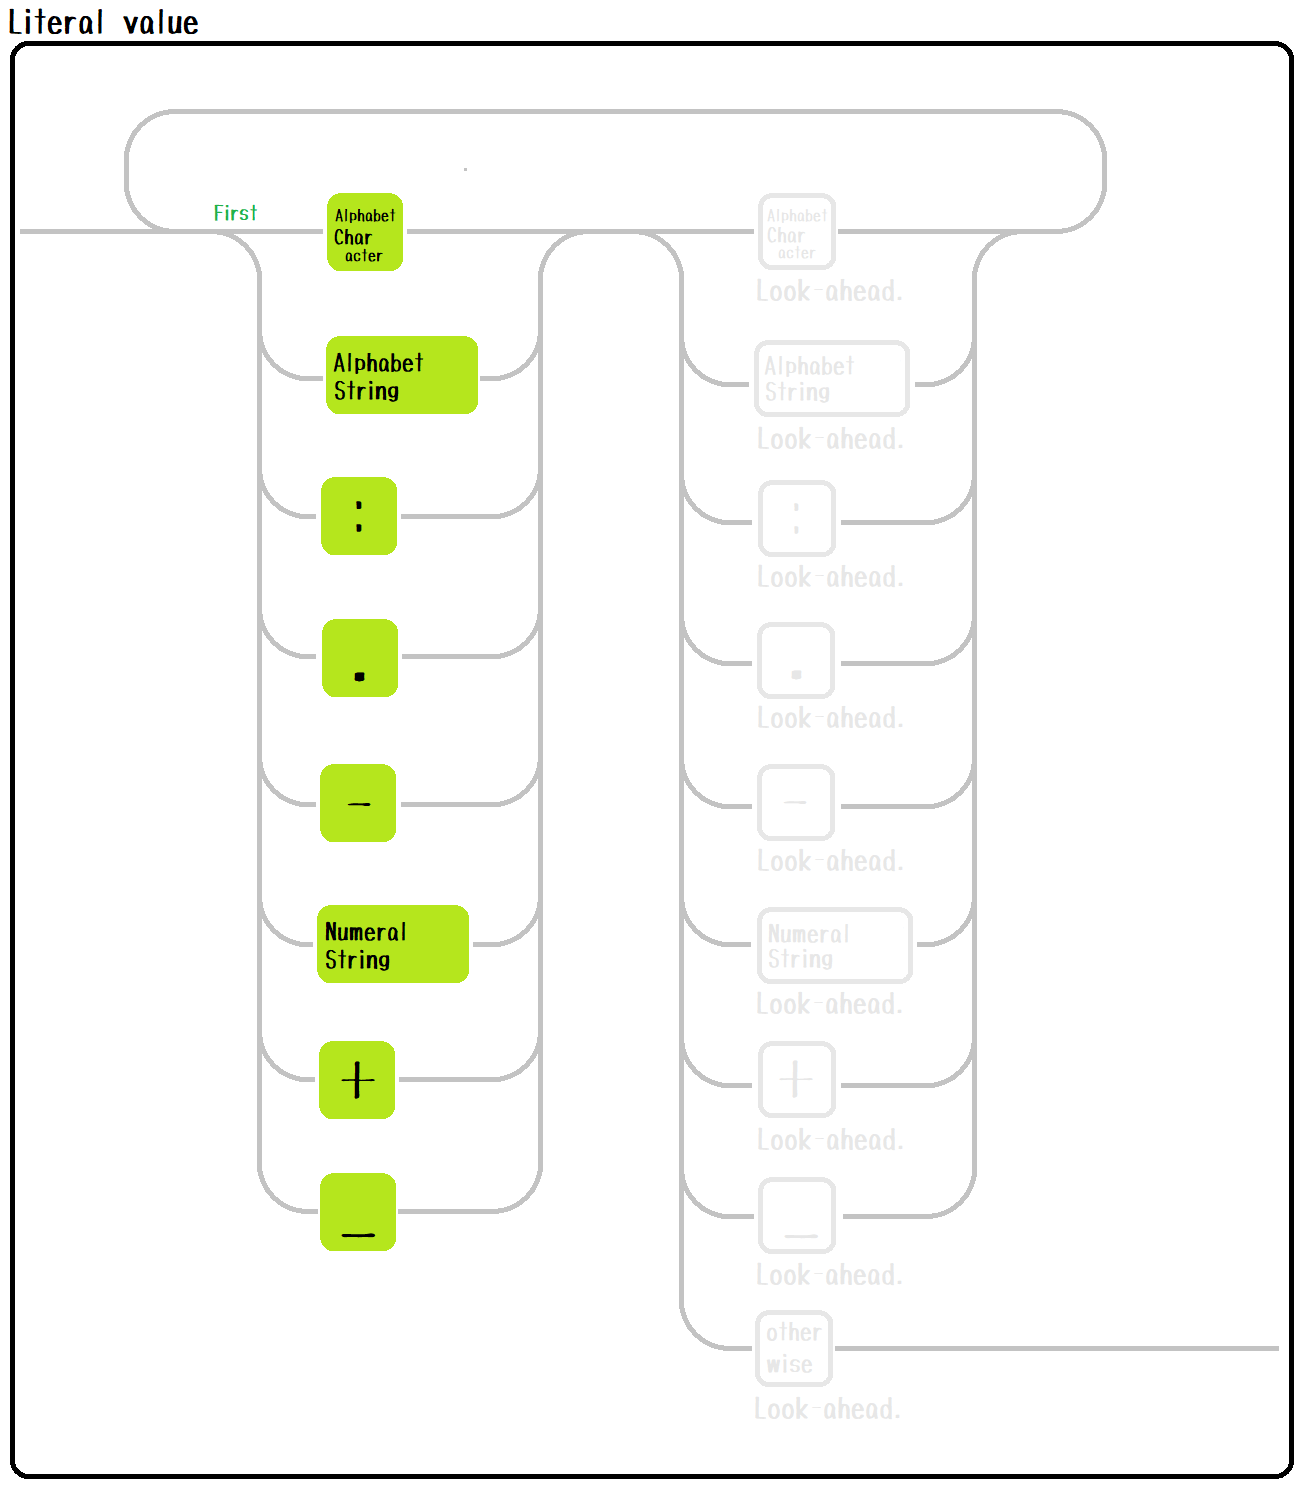 Literal value
First
Alphabet
Char
acter
Alphabet
Char
acter
Look-ahead.
Alphabet
String
Alphabet
String
Look-ahead.
:
:
Look-ahead.
.
.
Look-ahead.
-
-
Look-ahead.
Numeral
String
Numeral
String
Look-ahead.
+
+
Look-ahead.
_
_
Look-ahead.
other
wise
Look-ahead.